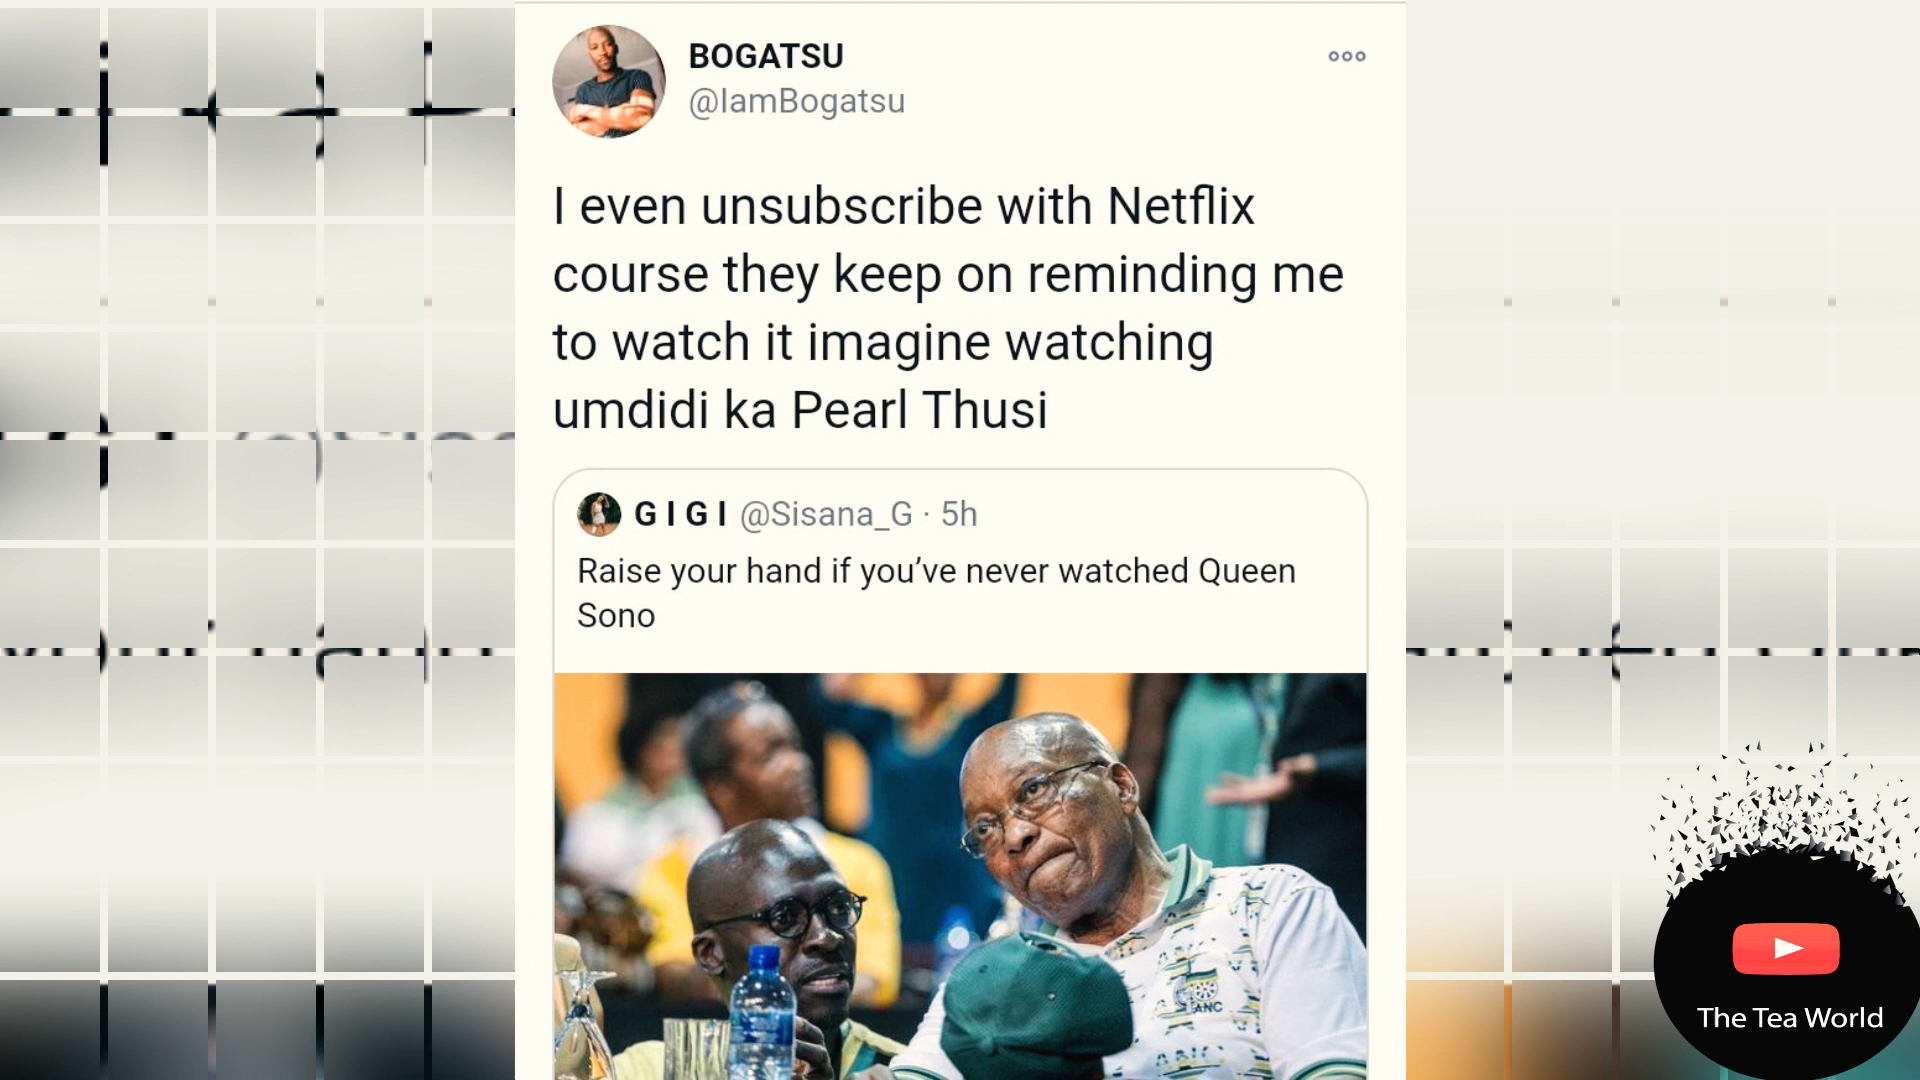 BOGATSU
@IamBogatsu
I even unsubscribe with Netflix
course they keep on reminding me
to watch it imagine watching
umdidi ka Pearl Thusi
G I G I @Sisana_G · 5h
Raise your hand if you’ve never watched Queen
Sono
ANC
The Tea World